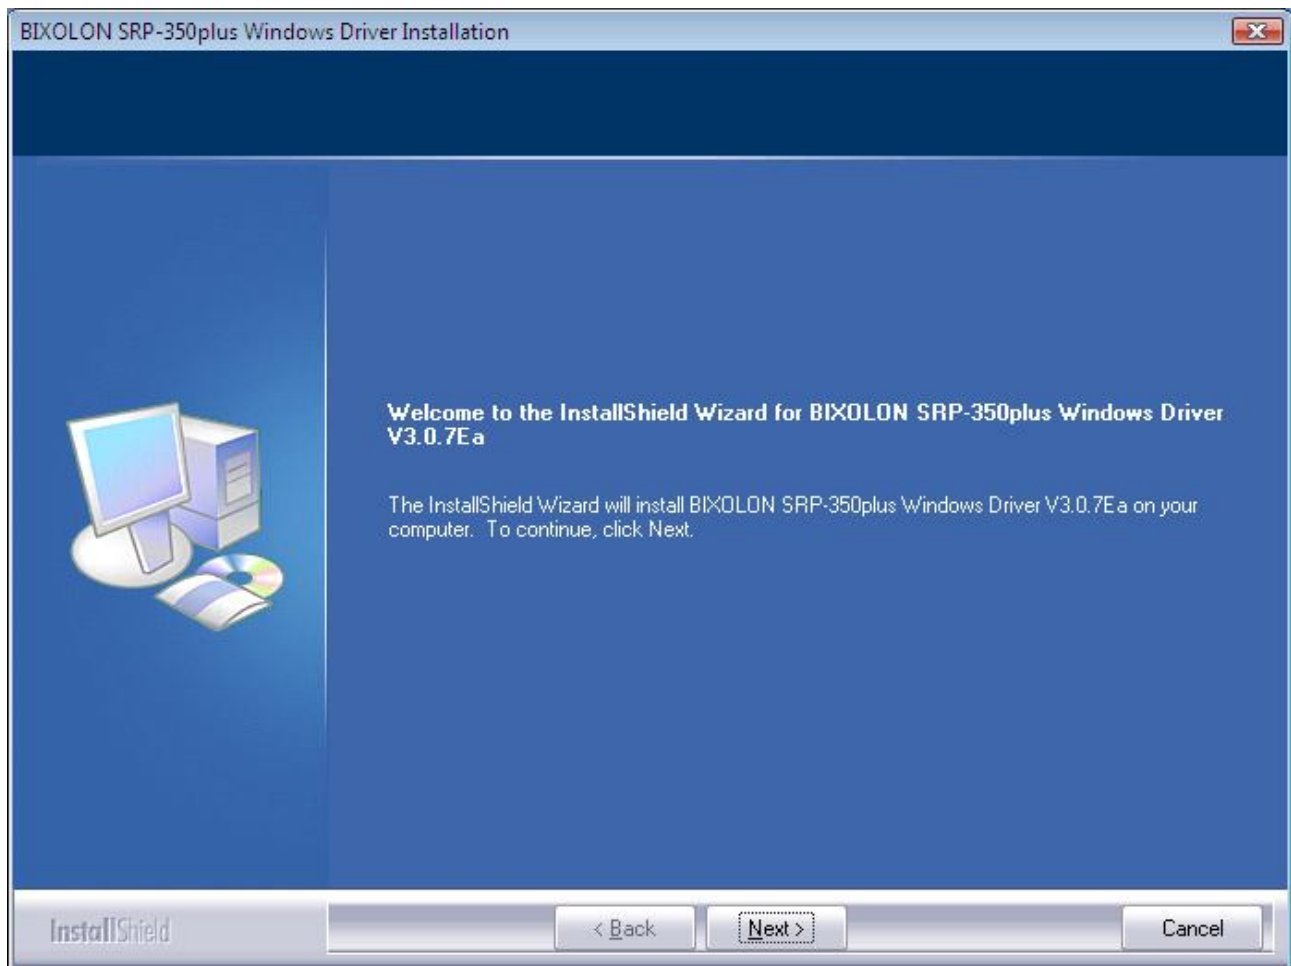 BIXOLON SRP-350plus Windows Driver Installation
Welcome to the InstallShield Wizard for BIXOLON SRP-350plus Windows Driver
V3.0.7Ea
The InstallShield Wizard will install BIXOLON SRP-350plus Windows Driver V3.0.7Ea on your
computer.  To continue, click Next.
InstallShield
< Back
Next >
Cancel